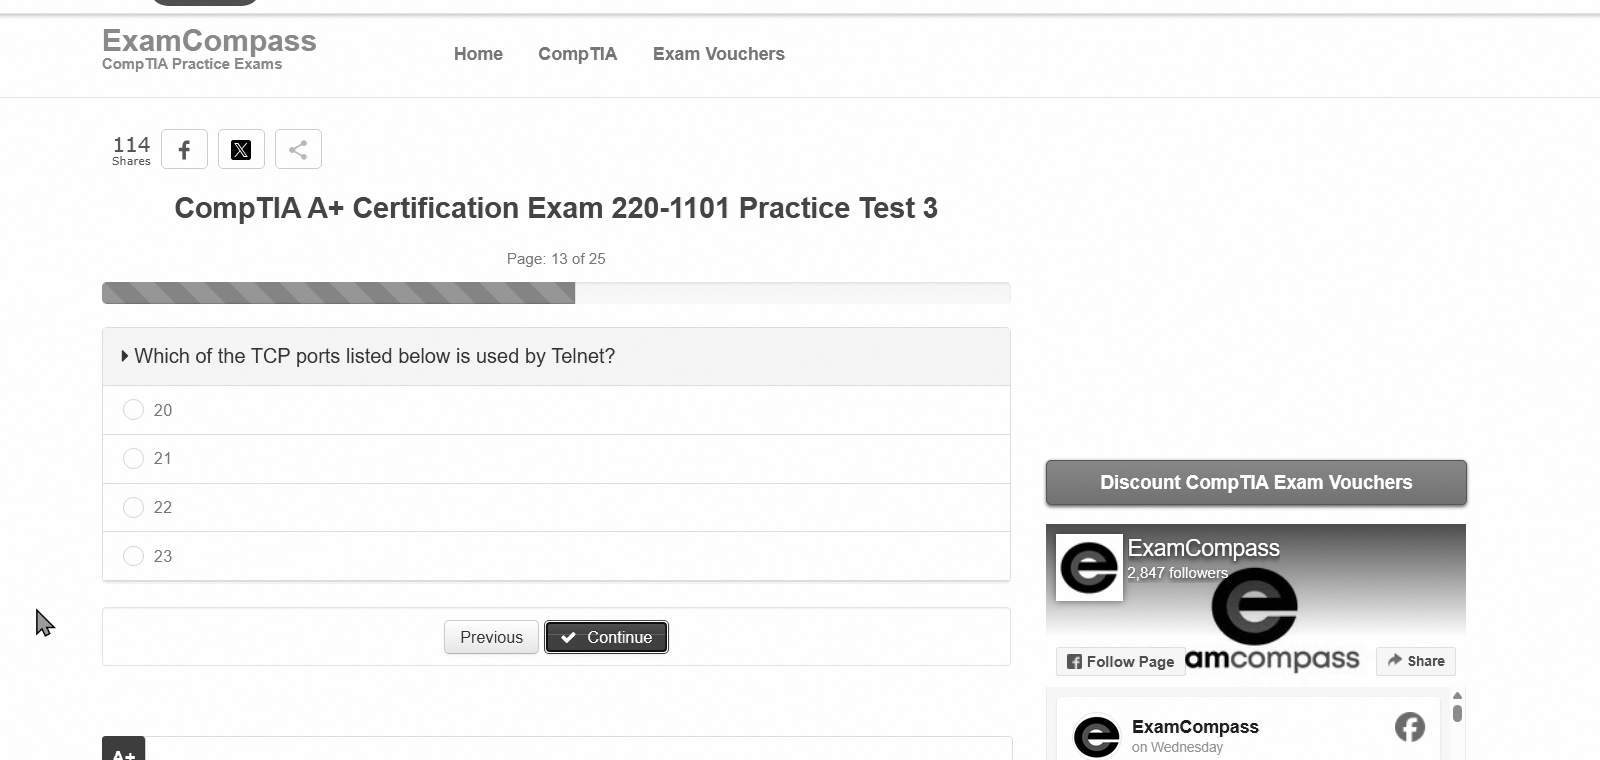 ExamCompass
CompTIA Practice Exams
Home
CompTIA
Exam Vouchers
114
Shares
CompTIA A+ Certification Exam 220-1101 Practice Test 3
Page: 13 of 25
Which of the TCP ports listed below is used by Telnet?
20
21
22
23
Previous
Continue
Discount CompTIA Exam Vouchers
ExamCompass
2,847 followers
Follow Page
amcompass
Share
ExamCompass
on Wednesday
A+